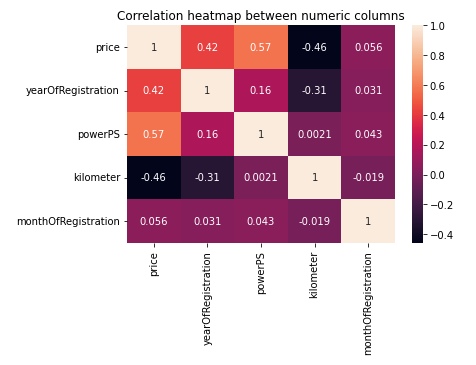 Correlation heatmap between numeric columns
price 1 0.42 0.57 -0.46 0.056
yearOfRegistration 0.42 1 0.16 -0.31 0.031
powerPS 0.57 0.16 1 0.0021 0.043
kilometer -0.46 -0.31 0.0021 1 -0.019
monthOfRegistration 0.056 0.031 0.043 -0.019 1
price
yearOfRegistration
powerPS
kilometer
monthOfRegistration
1.0
0.8
0.6
0.4
0.2
0.0
−0.2
−0.4